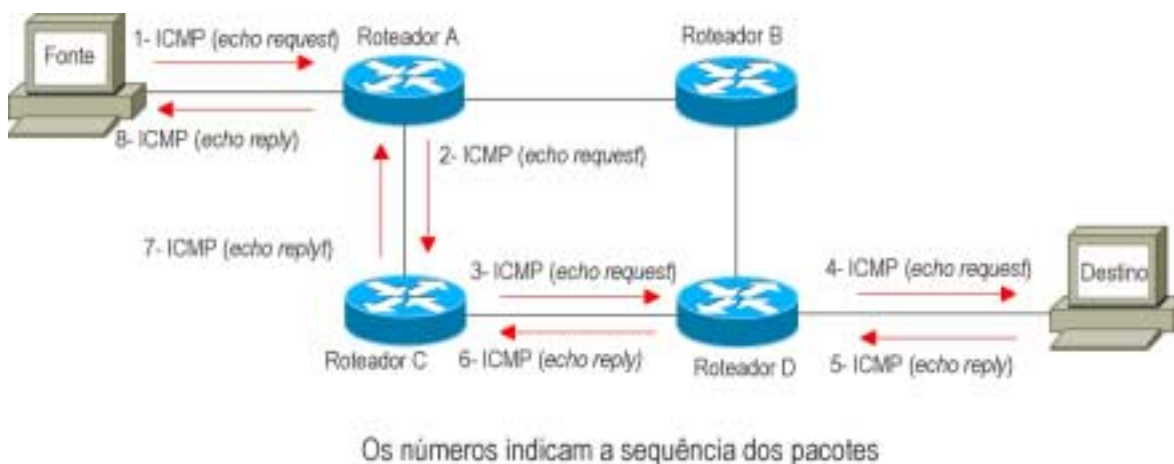 1- ICMP (echo request)
Roteador A
Roteador B
Fonte
8- ICMP (echo reply)
2- ICMP (echo request)
7- ICMP (echo replyt)
3- ICMP (echo request)
4- ICMP (echo request)
Destino
Roteador C
6- ICMP (echo reply)
Roteador D
5- ICMP (echo reply)
Os números indicam a sequência dos pacotes